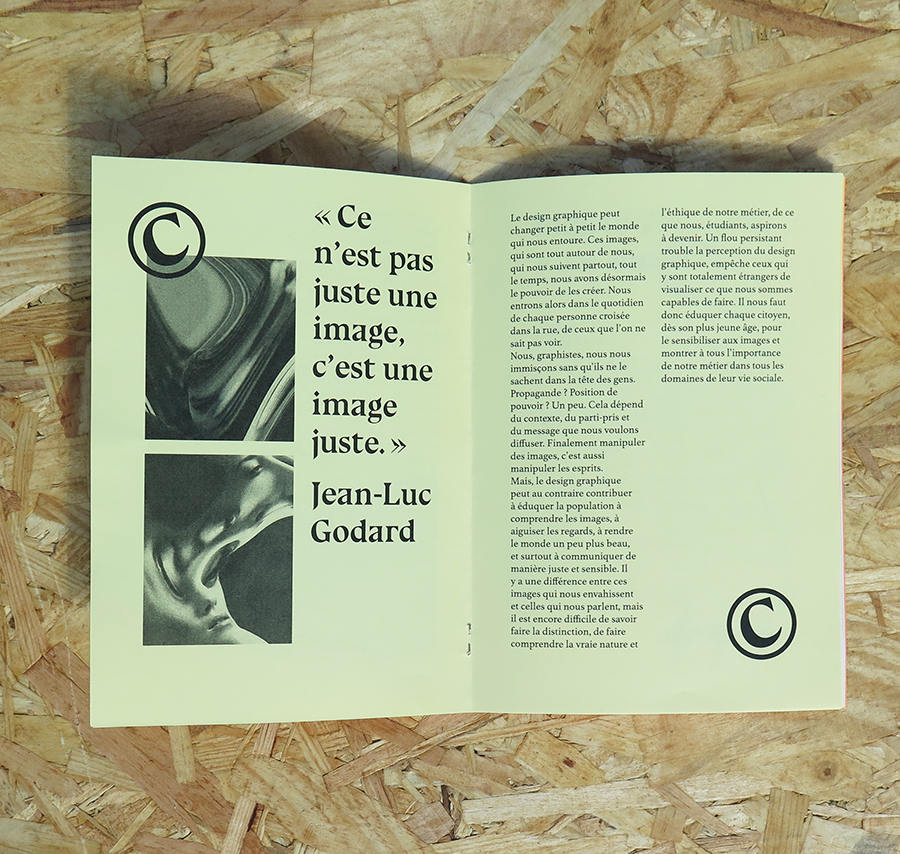 ©
« Ce
n’est pas
juste une
image,
c’est une
image
juste. »
Jean-Luc
Godard
Le design graphique peut
changer petit à petit le monde
qui nous entoure. Ces images,
qui sont tout autour de nous,
qui nous suivent partout, tout
le temps, nous avons désormais
le pouvoir de les créer. Nous
entrons alors dans le quotidien
de chaque personne croisée
dans la rue, de ceux que l’on ne
sait pas voir.
Nous, graphistes, nous nous
immisçons sans qu’ils ne le
sachent dans la tête des gens.
Propagande ? Position de
pouvoir ? Un peu. Cela dépend
du contexte, du parti-pris et
du message que nous voulons
diffuser. Finalement manipuler
des images, c’est aussi
manipuler les esprits.
Mais, le design graphique
peut au contraire contribuer
à éduquer la population à
comprendre les images, à
aiguiser les regards, à rendre
le monde un peu plus beau,
et surtout à communiquer de
manière juste et sensible. Il
y a une différence entre ces
images qui nous envahissent
et celles qui nous parlent, mais
il est encore difficile de savoir
faire la distinction, de faire
comprendre la vraie nature et
l’éthique de notre métier, de ce
que nous, étudiants, aspirons
à devenir. Un flou persistant
trouble la perception du design
graphique, empêche ceux qui
y sont totalement étrangers de
visualiser ce que nous sommes
capables de faire. Il nous faut
donc éduquer chaque citoyen,
dès son plus jeune âge, pour
le sensibiliser aux images et
montrer à tous l’importance
de notre métier dans tous les
domaines de leur vie sociale.
©